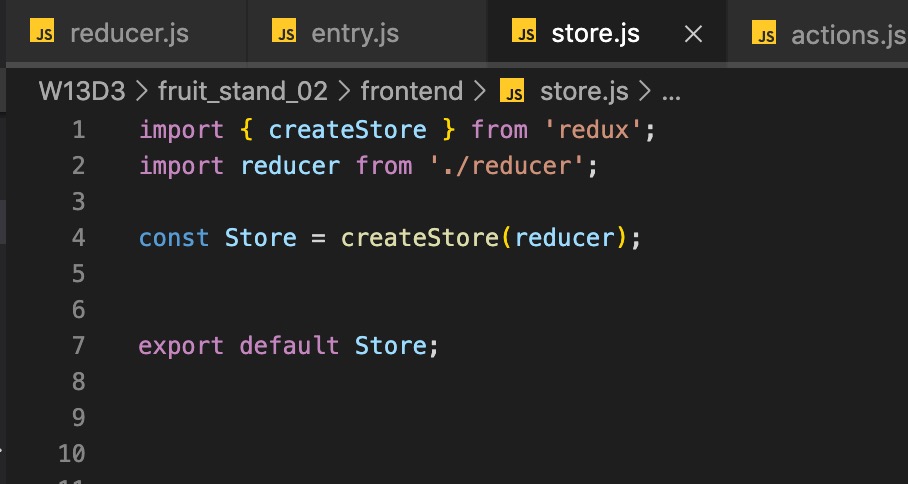 JS reducer.js JS entry.js JS store.js × JS actions.js
W13D3 > fruit_stand_02 > frontend > JS store.js > ...
1 import { createStore } from 'redux';
2 import reducer from './reducer';
3
4 const Store = createStore(reducer);
5
6
7 export default Store;
8
9
10